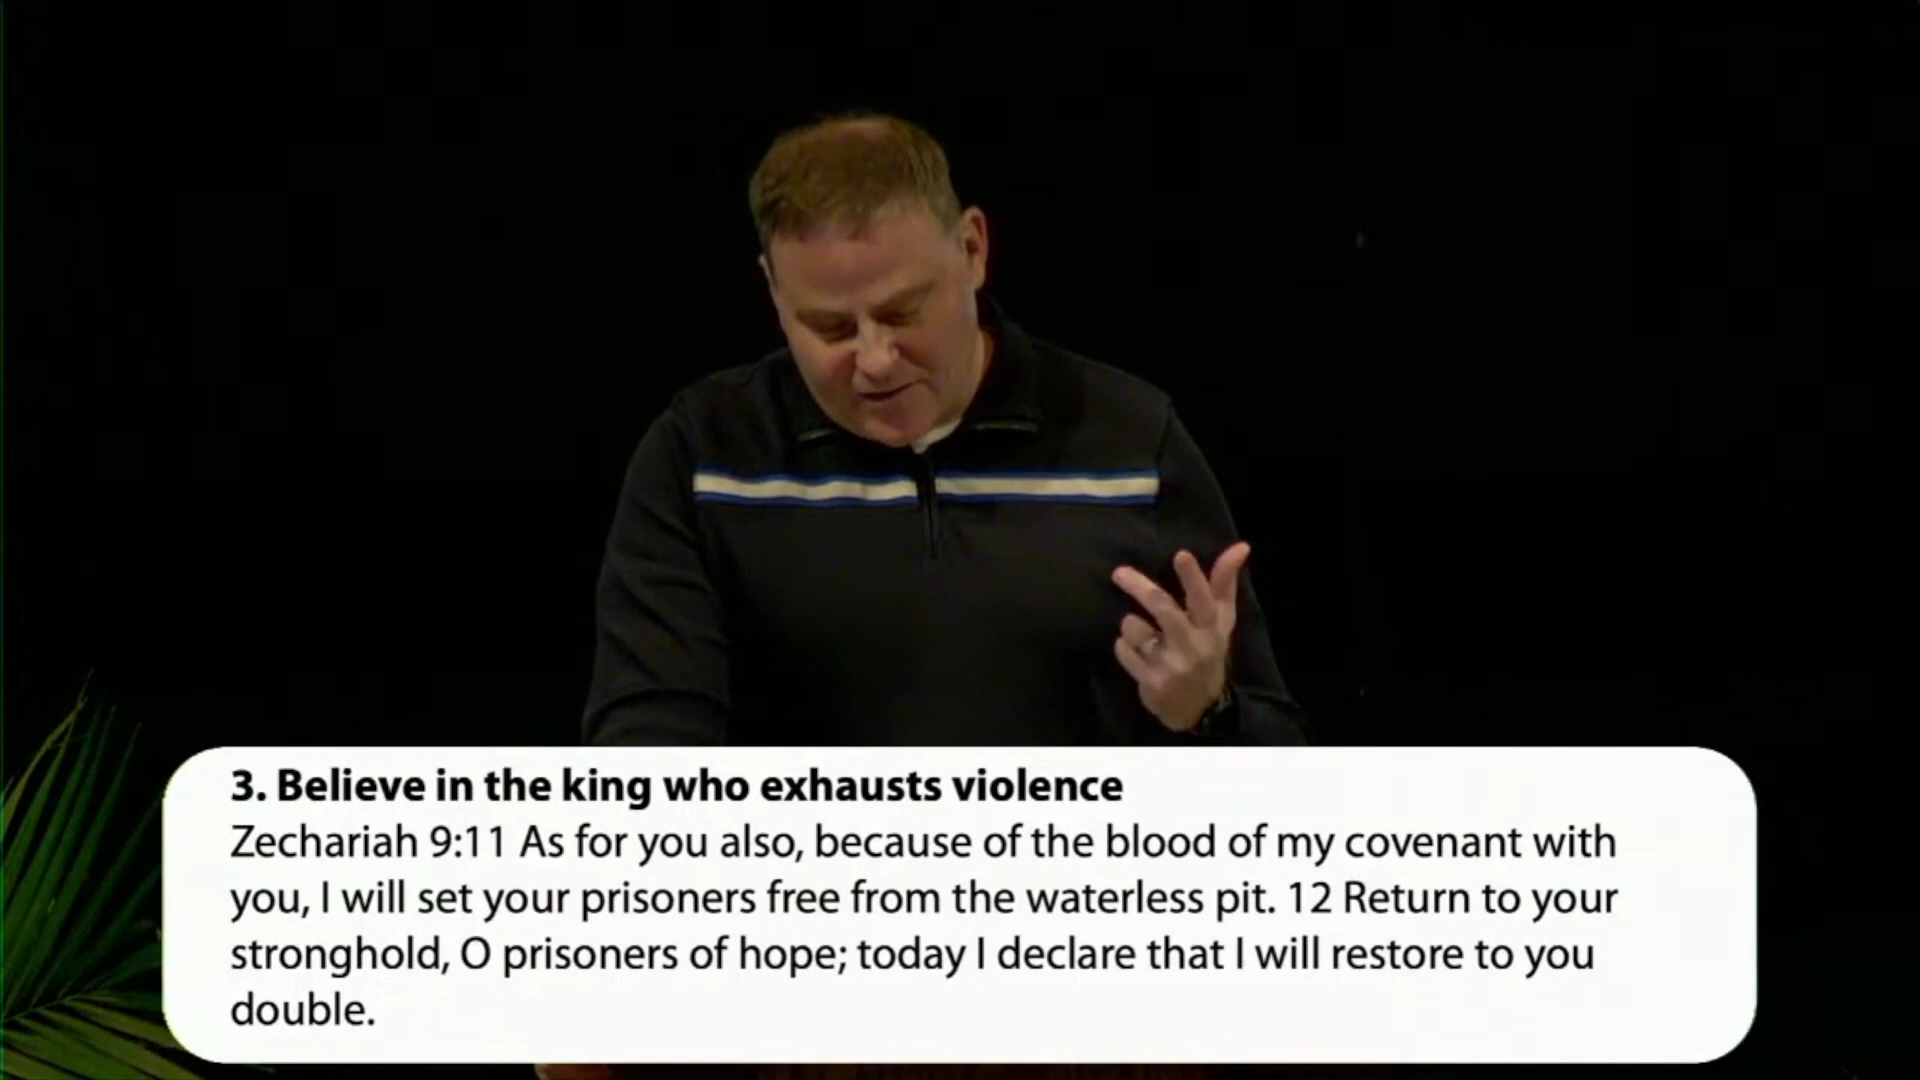 3. Believe in the king who exhausts violence
Zechariah 9:11 As for you also, because of the blood of my covenant with
you, I will set your prisoners free from the waterless pit. 12 Return to your
stronghold, O prisoners of hope; today I declare that I will restore to you
double.